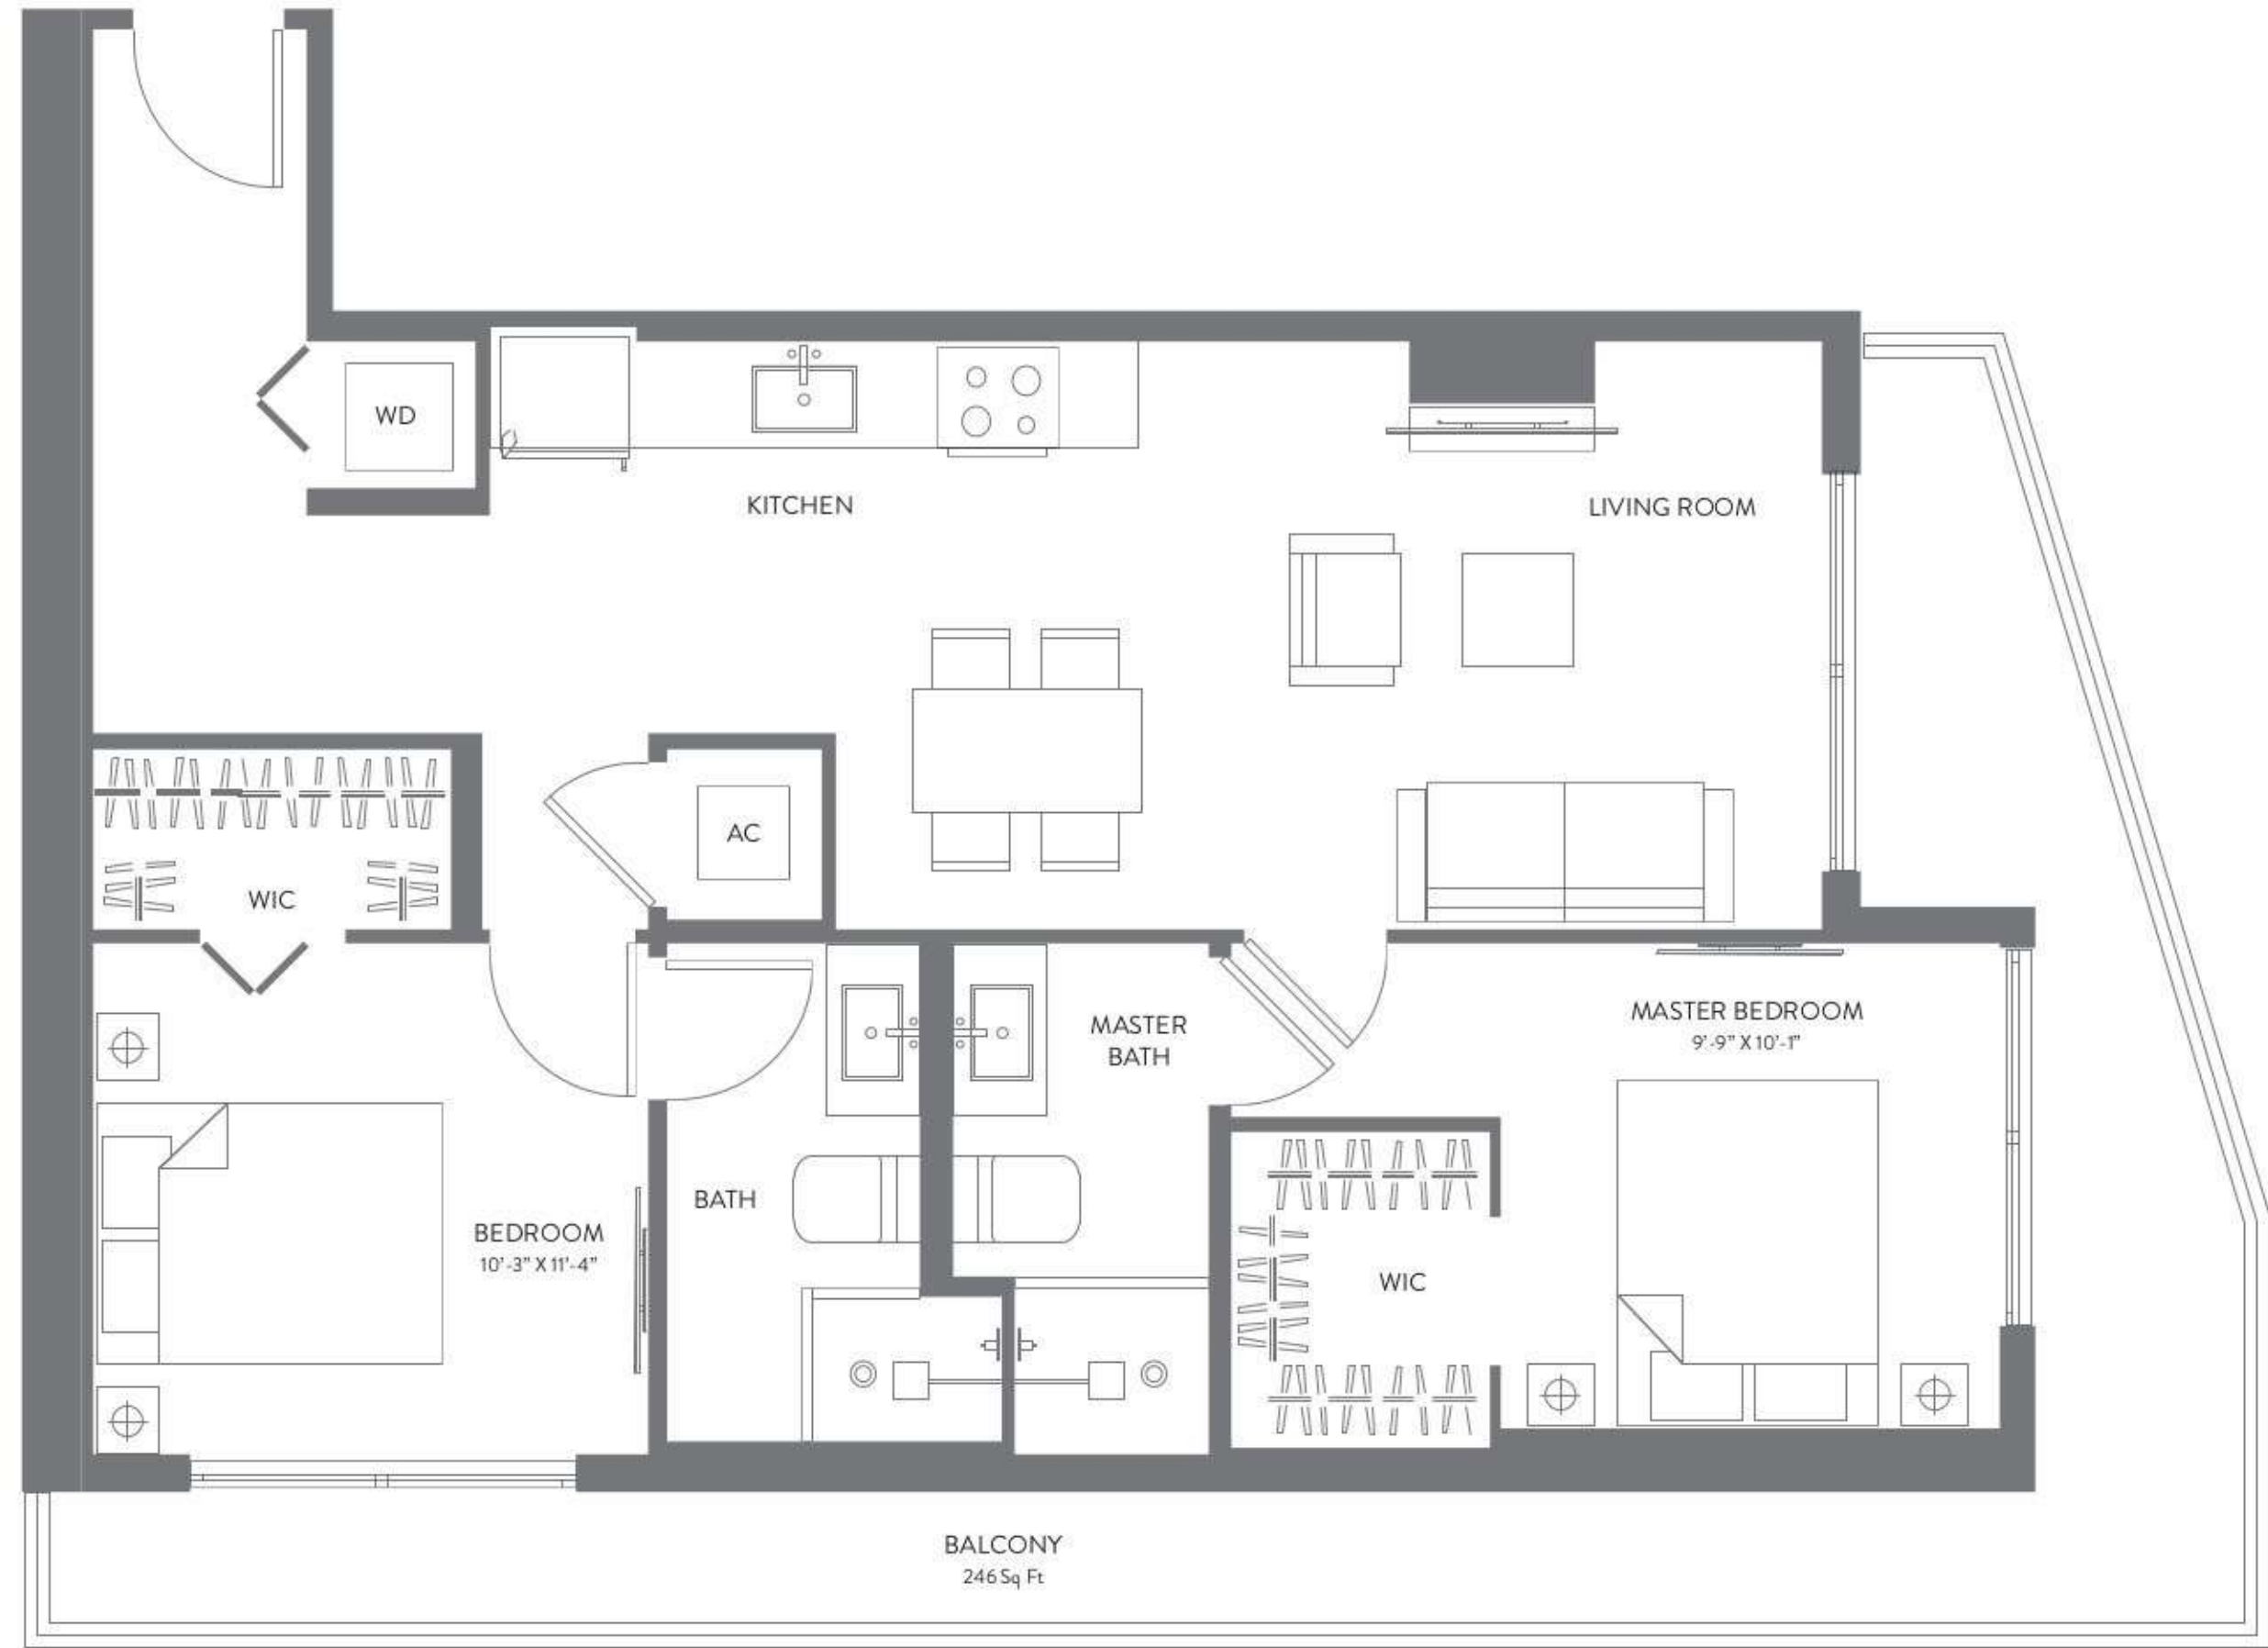 WD
KITCHEN
LIVING ROOM
AC
WIC
MASTER
BATH
MASTER BEDROOM
9'-9" X 10'-1"
BATH
BEDROOM
10'-3" X 11'-4"
WIC
BALCONY
246 Sq Ft